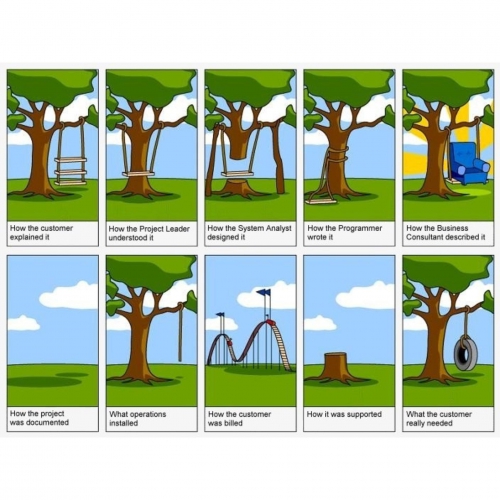 How the customer
explained it
How the Project Leader
understood it
How the System Analyst
designed it
How the Programmer
wrote it
How the Business
Consultant described it
How the project
was documented
What operations
installed
How the customer
was billed
How it was supported
What the customer
really needed